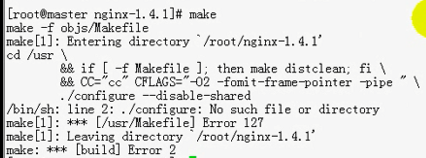 [root@master nginx-1.4.1]# make
make -f objs/Makefile
make[1]: Entering directory `/root/nginx-1.4.1'
cd /usr \
&& if [ -f Makefile ]; then make distclean; fi \
&& CC="cc" CFLAGS="-O2 -fomit-frame-pointer -pipe " \
./configure --disable-shared
/bin/sh: line 2: ./configure: No such file or directory
make[1]: *** [/usr/Makefile] Error 127
make[1]: Leaving directory `/root/nginx-1.4.1'
make: *** [build] Error 2